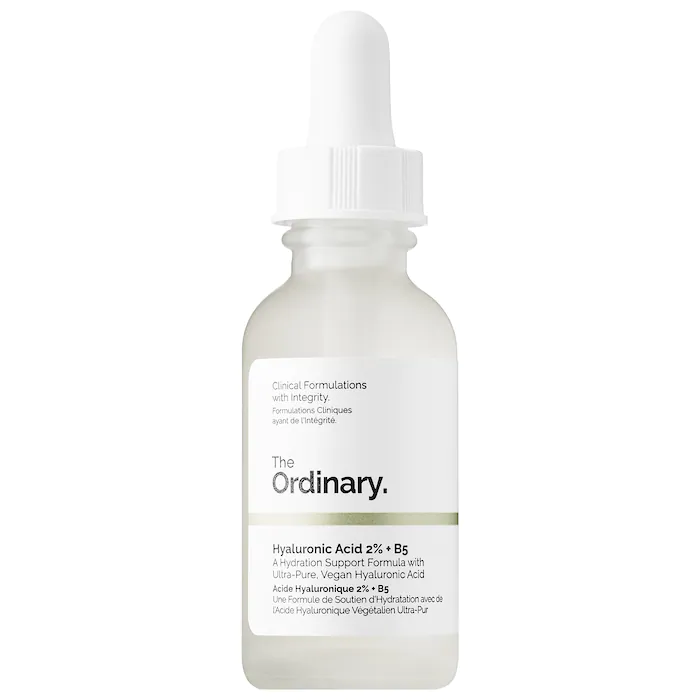 Clinical Formulations
with Integrity.
Formulations Cliniques
ayant de l'Intégrité.
The
Ordinary.
Hyaluronic Acid 2% + B5
A Hydration Support Formula with
Ultra-Pure, Vegan Hyaluronic Acid
Acide Hyaluronique 2% + B5
Une Formule de Soutien d'Hydratation avec de
l'Acide Hyaluronique Végétalien Ultra-Pur